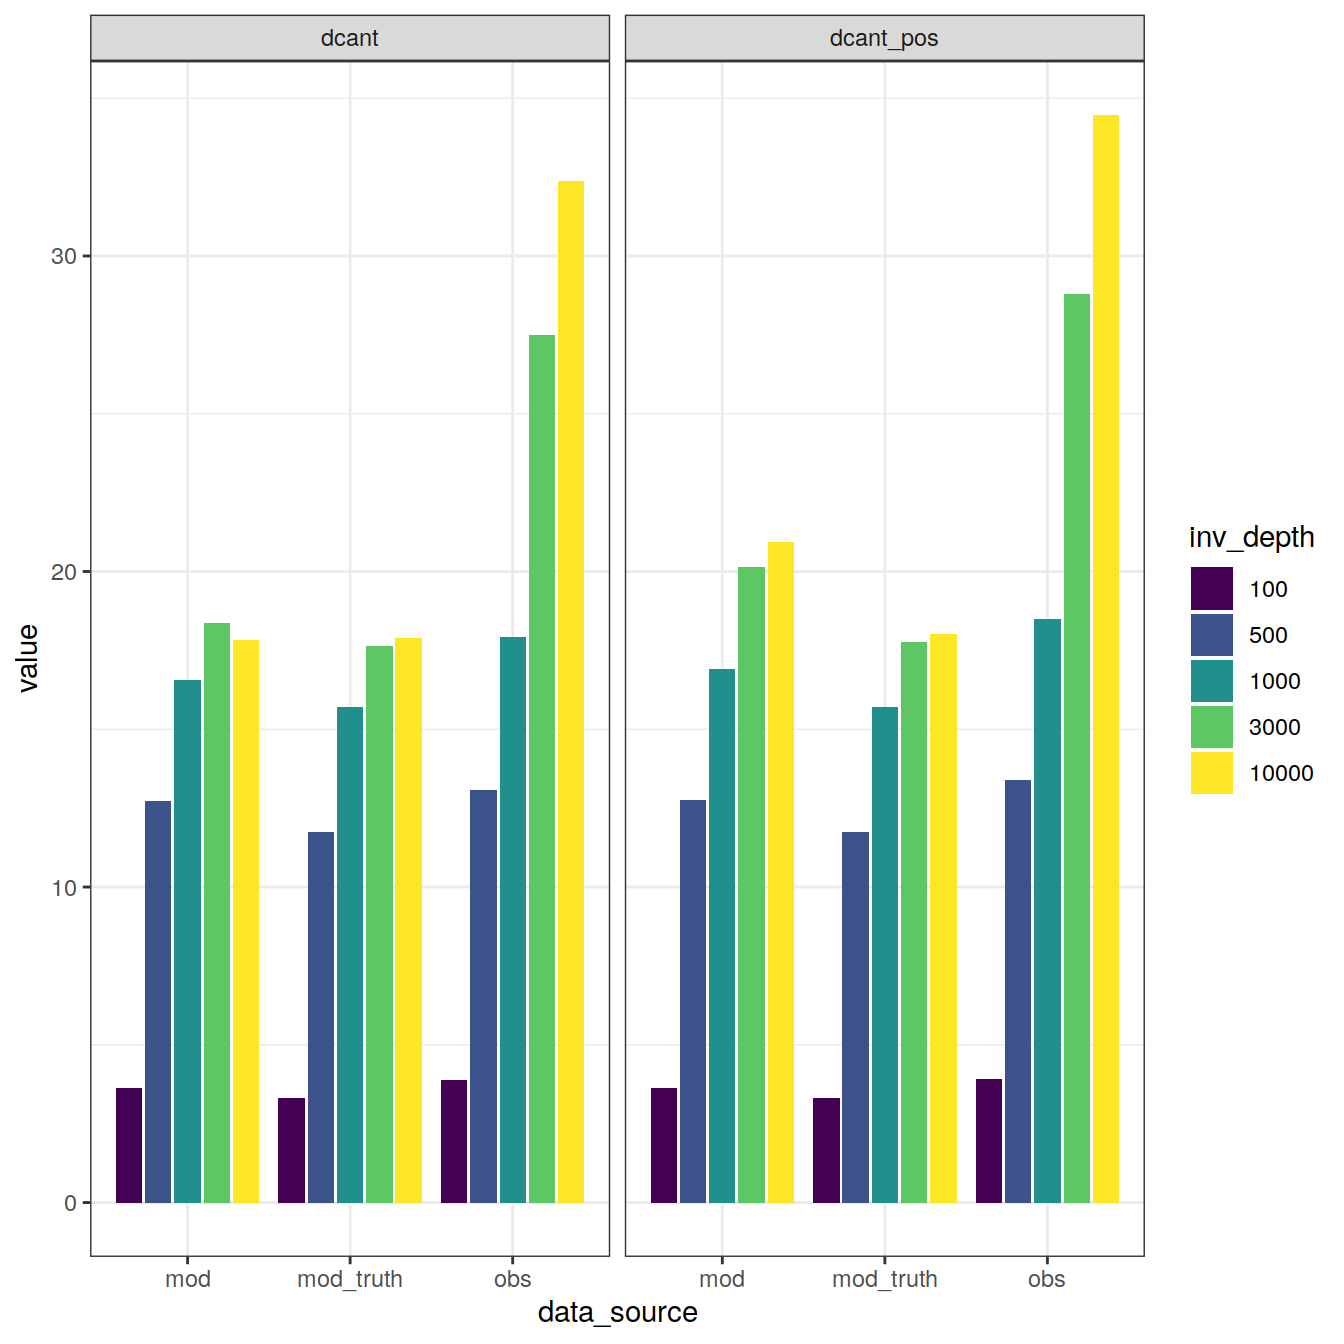 dcant
dcant_pos
value
30
20
10
0
mod
mod_truth
obs
mod
mod_truth
obs
data_source
inv_depth
100
500
1000
3000
10000